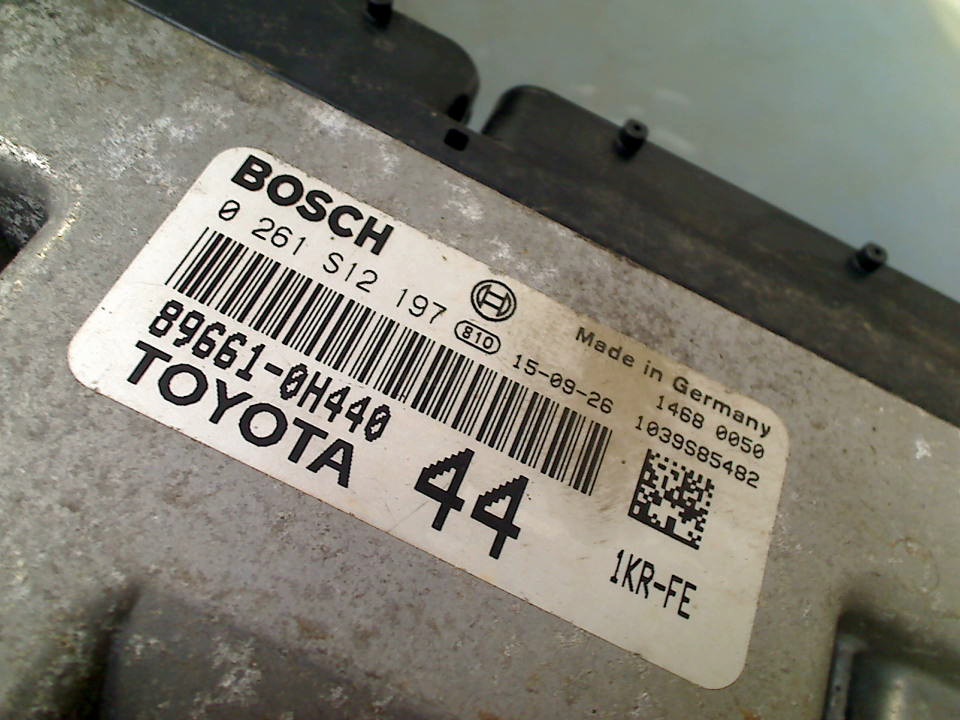 BOSCH
0 261 S12 197
810
15-09-26
Made in Germany
1468 0050
1039S85482
89661-0H440
TOYOTA
44
1KR-FE